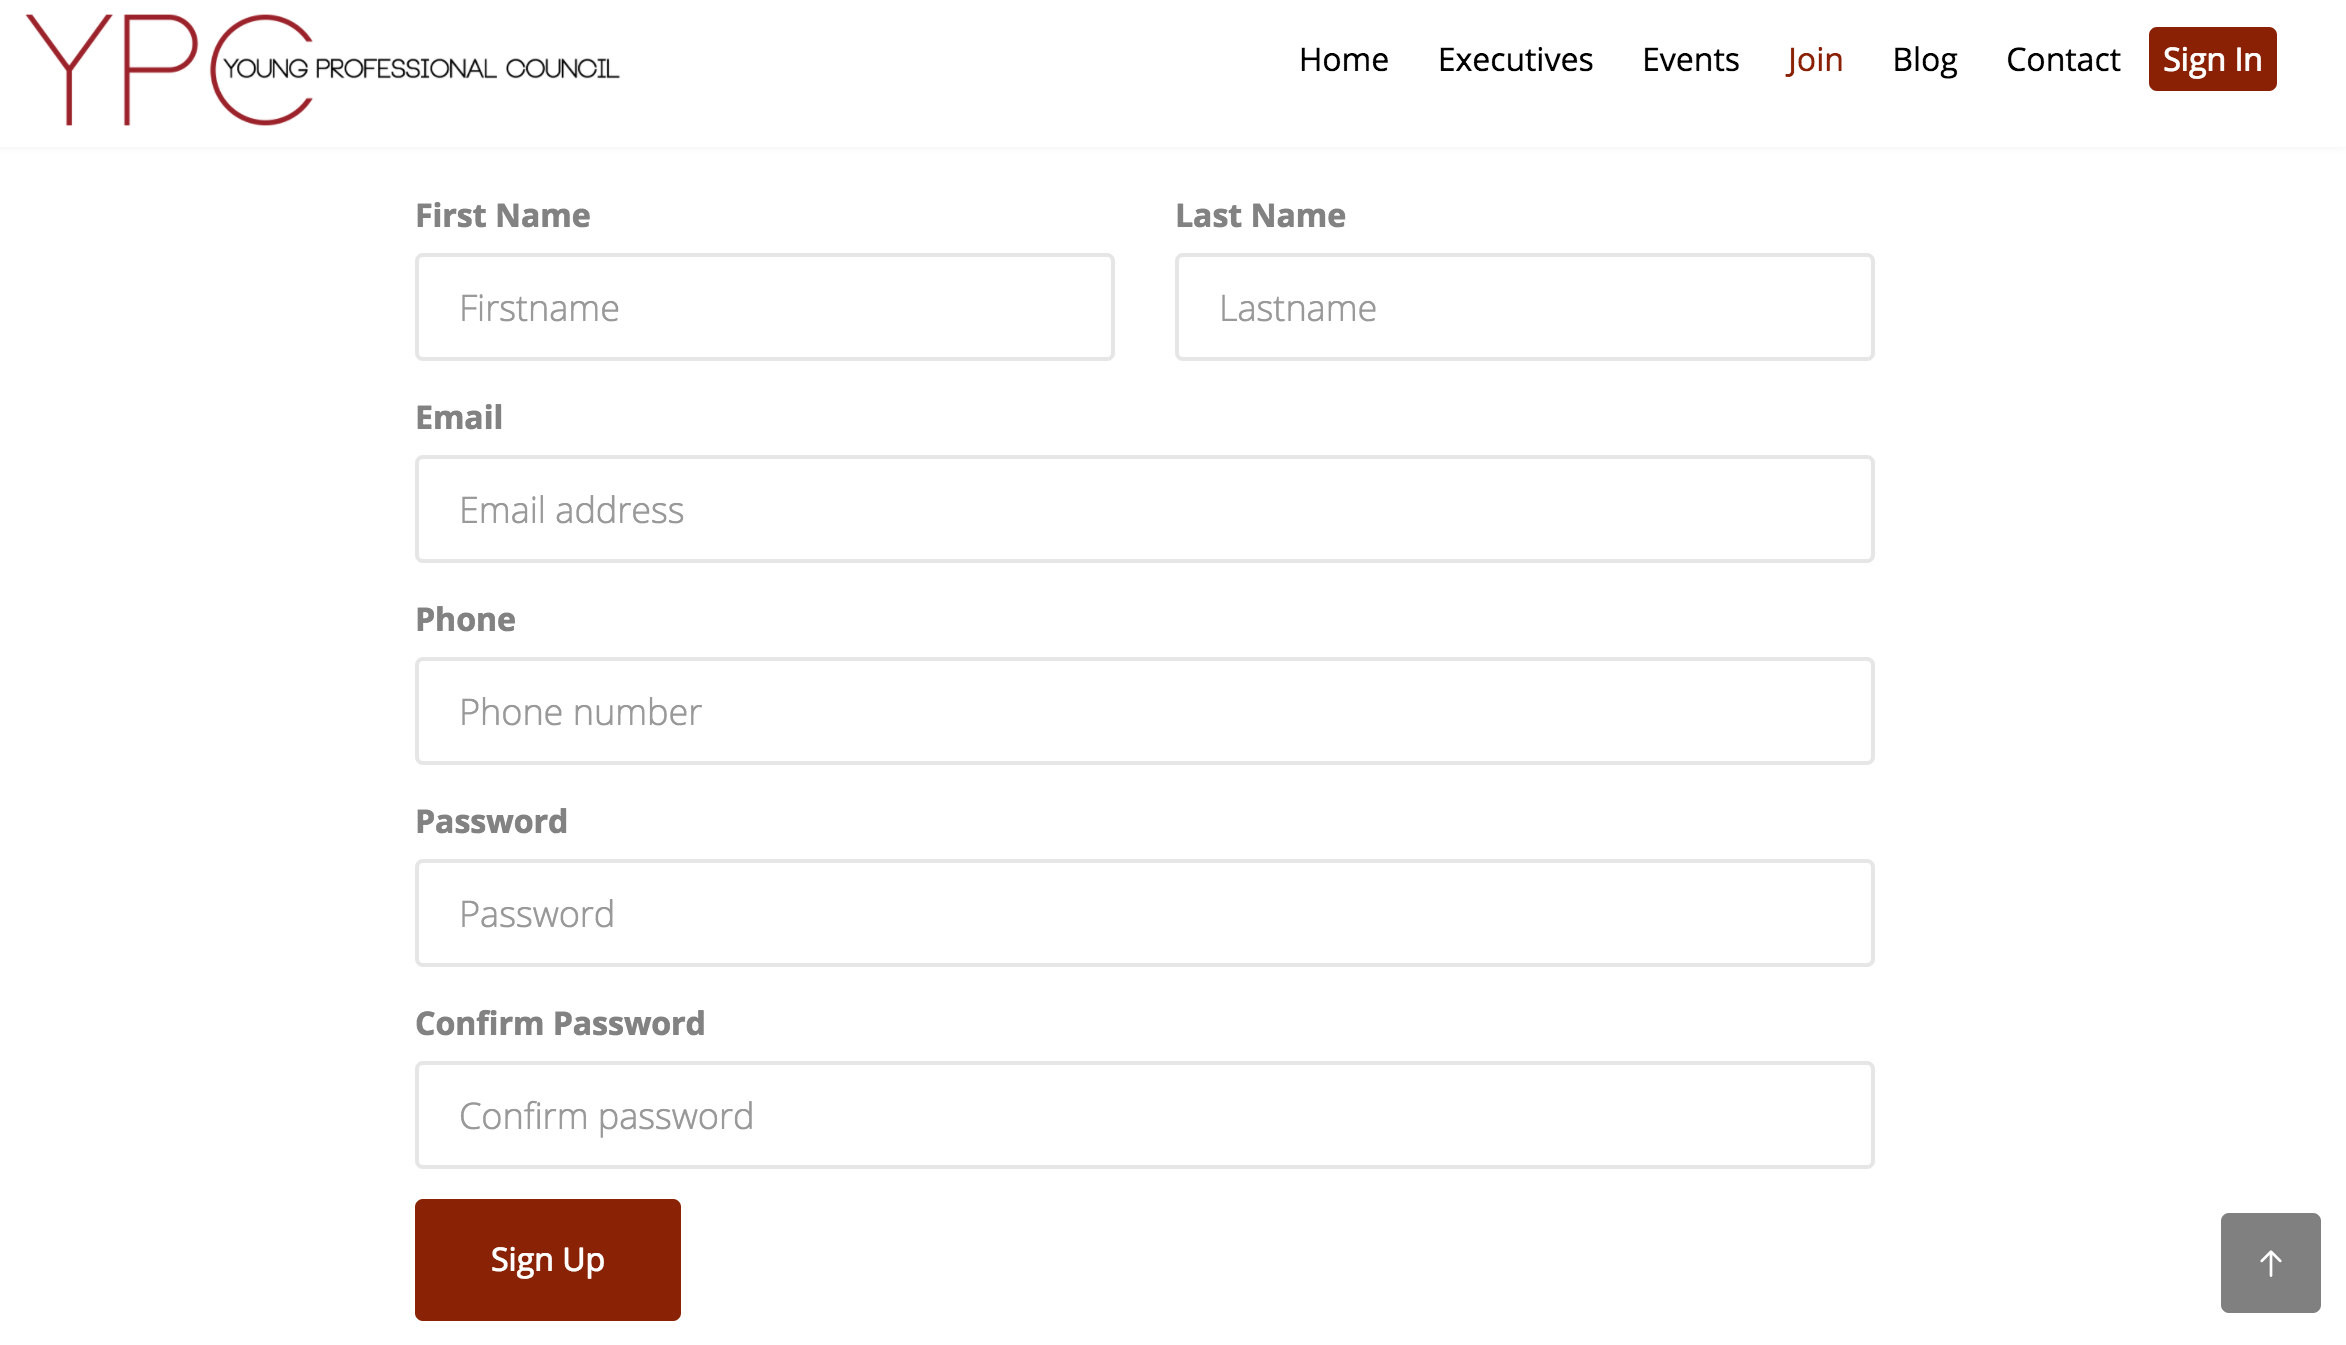 YPC YOUNG PROFESSIONAL COUNCIL
Home Executives Events Join Blog Contact Sign In
First Name Last Name
Firstname Lastname
Email
Email address
Phone
Phone number
Password
Password
Confirm Password
Confirm password
Sign Up